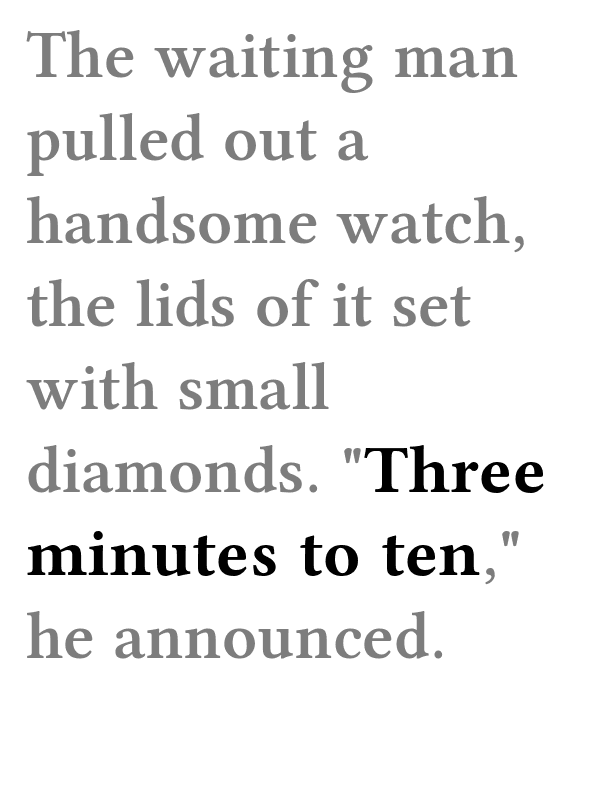 The waiting man
pulled out a
handsome watch,
the lids of it set
with small
diamonds. "Three
minutes to ten,"
he announced.